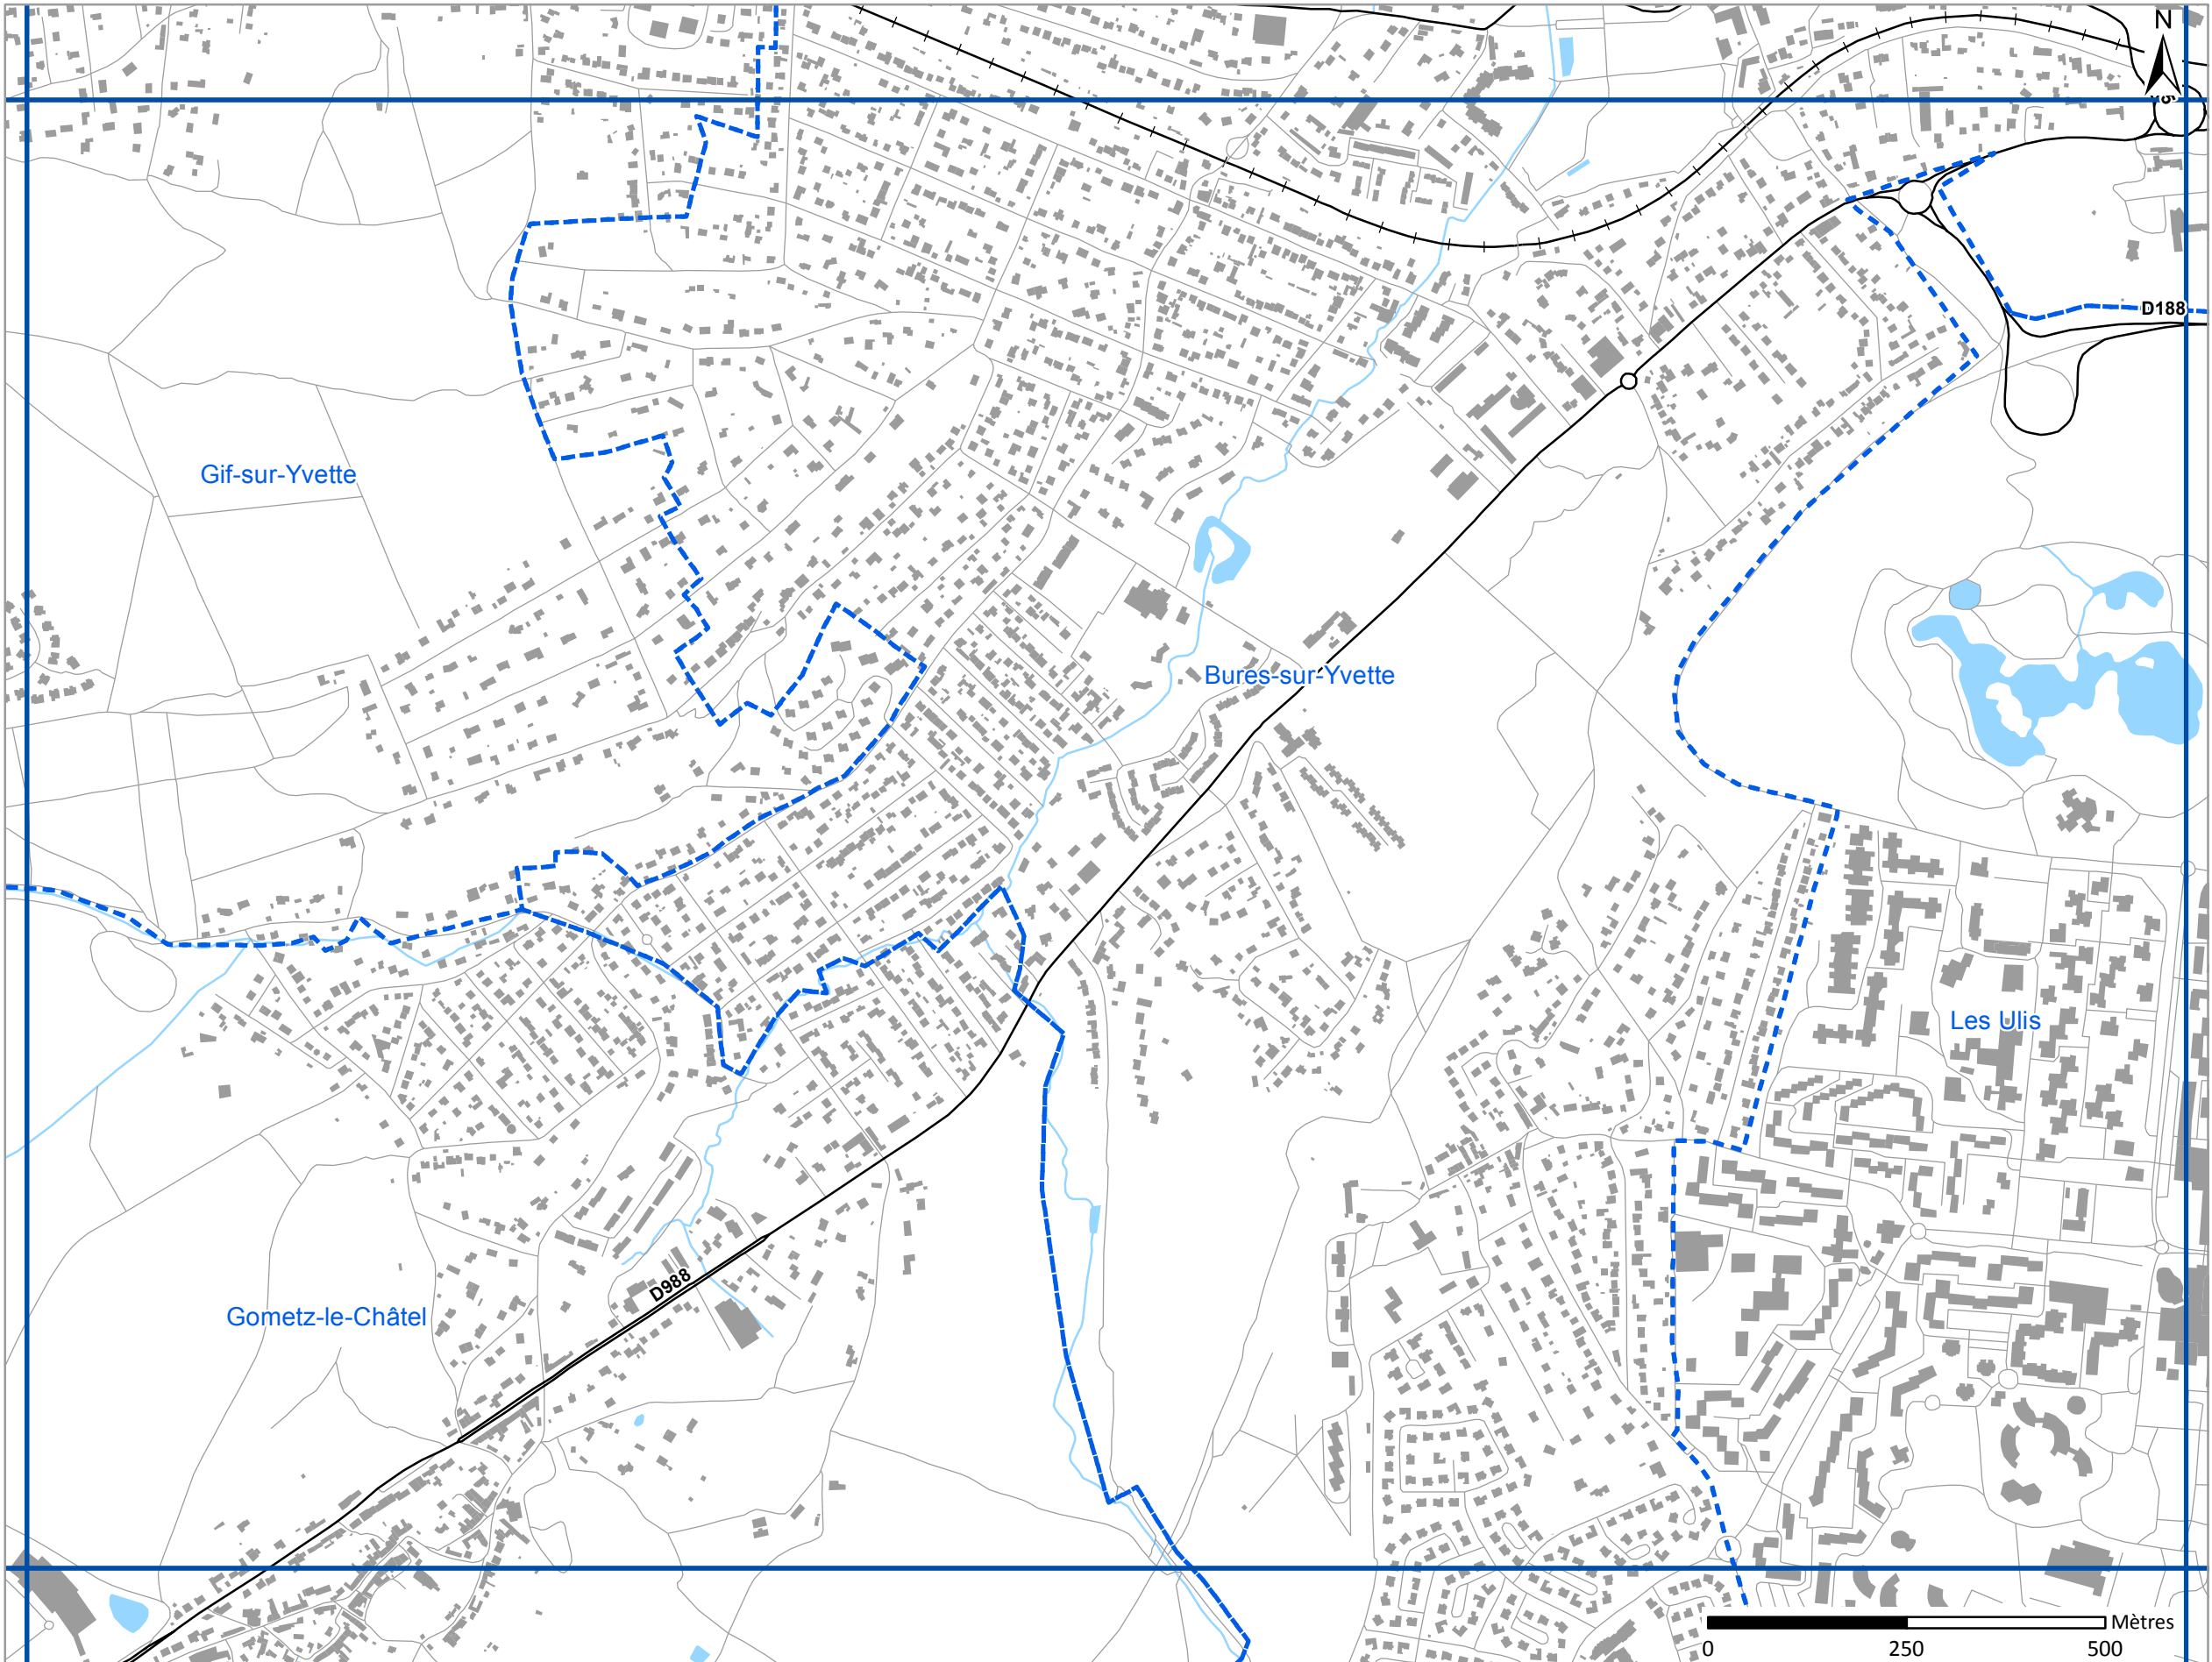 N
D188
Gif-sur-Yvette
Bures-sur-Yvette
Les Ulis
D988
Gometz-le-Châtel
Mètres
0 250 500